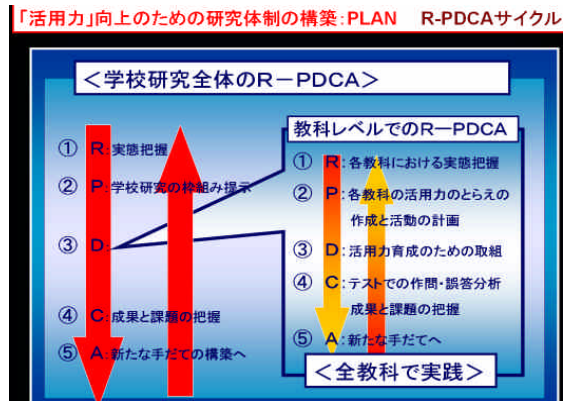 「活用力」向上のための研究体制の構築:PLAN R-PDCAサイクル
＜学校研究全体のR－PDCA＞
① R:実態把握
② P:学校研究の枠組み提示
③ D:
④ C:成果と課題の把握
⑤ A:新たな手だての構築へ
教科レベルでのR－PDCA
① R:各教科における実態把握
② P:各教科の活用力のとらえの
作成と活動の計画
③ D:活用力育成のための取組
④ C:テストでの作問・誤答分析
成果と課題の把握
⑤ A:新たな手だてへ
＜全教科で実践＞